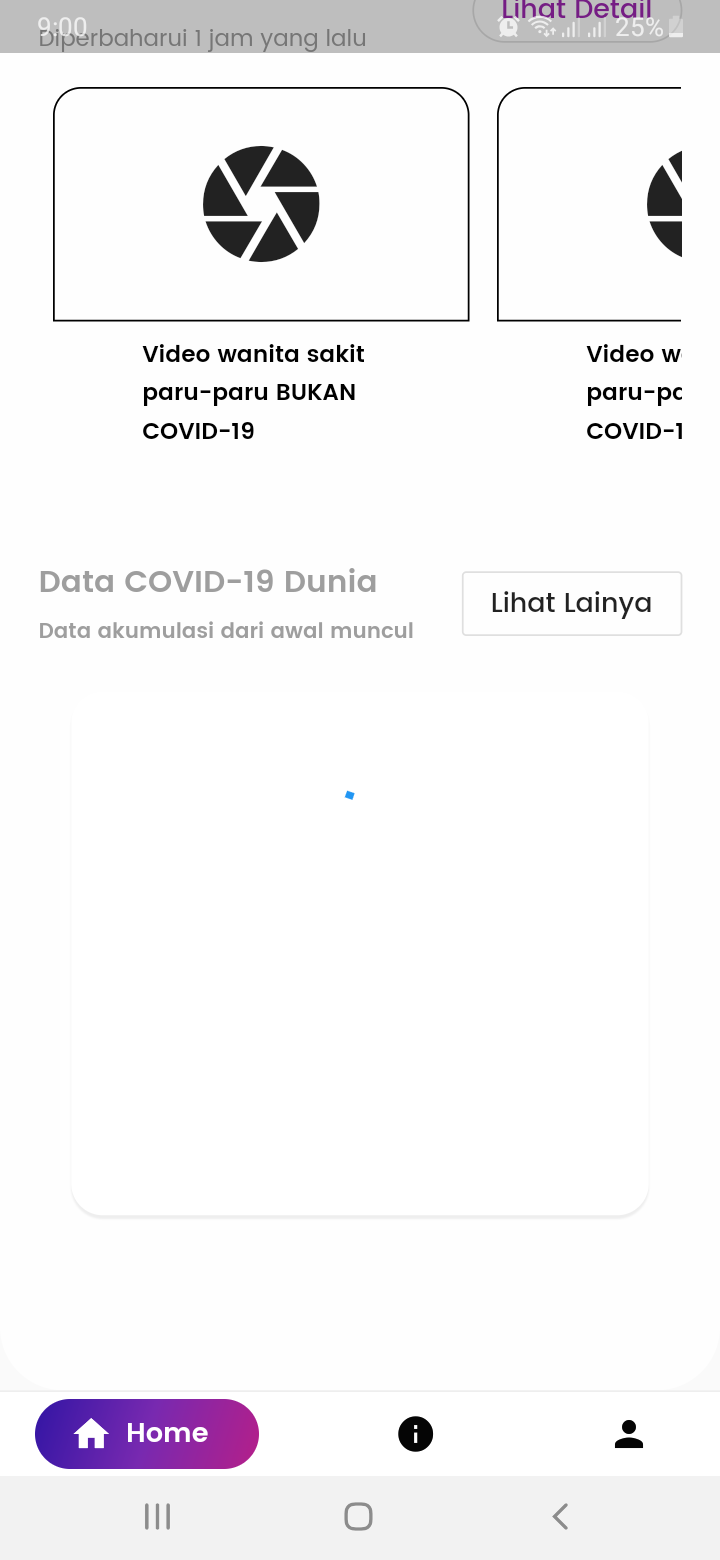 Lihat Detail
9:00
25%
Diperbaharui 1 jam yang lalu
Video wanita sakit
paru-paru BUKAN
COVID-19
Video w
paru-pa
COVID-1
Data COVID-19 Dunia
Data akumulasi dari awal muncul
Lihat Lainya
Home